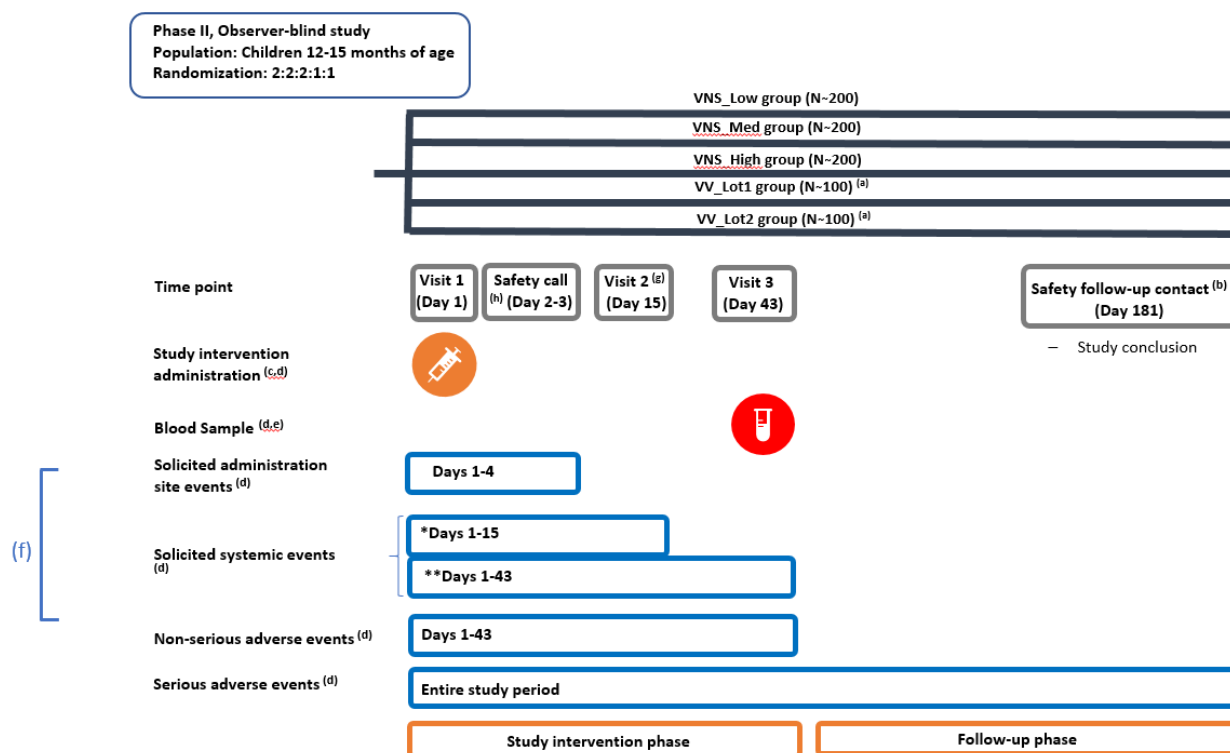 Phase II, Observer-blind study
Population: Children 12-15 months of age
Randomization: 2:2:2:1:1
VNS_Low group (N~200)
VNS_Med group (N~200)
VNS_High group (N~200)
VV_Lot1 group (N~100) (a)
VV_Lot2 group (N~100) (a)
Time point
Visit 1
(Day 1)
Safety call
(h) (Day 2-3)
Visit 2 (g)
(Day 15)
Visit 3
(Day 43)
Safety follow-up contact (b)
(Day 181)
– Study conclusion
Study intervention
administration (c,d)
Blood Sample (d,e)
Solicited administration
site events (d)
Days 1-4
(f)
Solicited systemic events
(d)
*Days 1-15
**Days 1-43
Non-serious adverse events (d)
Days 1-43
Serious adverse events (d)
Entire study period
Study intervention phase
Follow-up phase